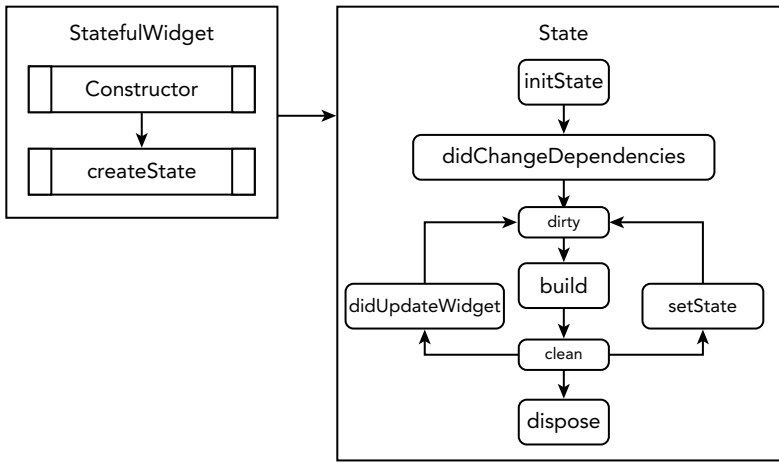 StatefulWidget
Constructor
createState
State
initState
didChangeDependencies
dirty
build
didUpdateWidget
setState
clean
dispose